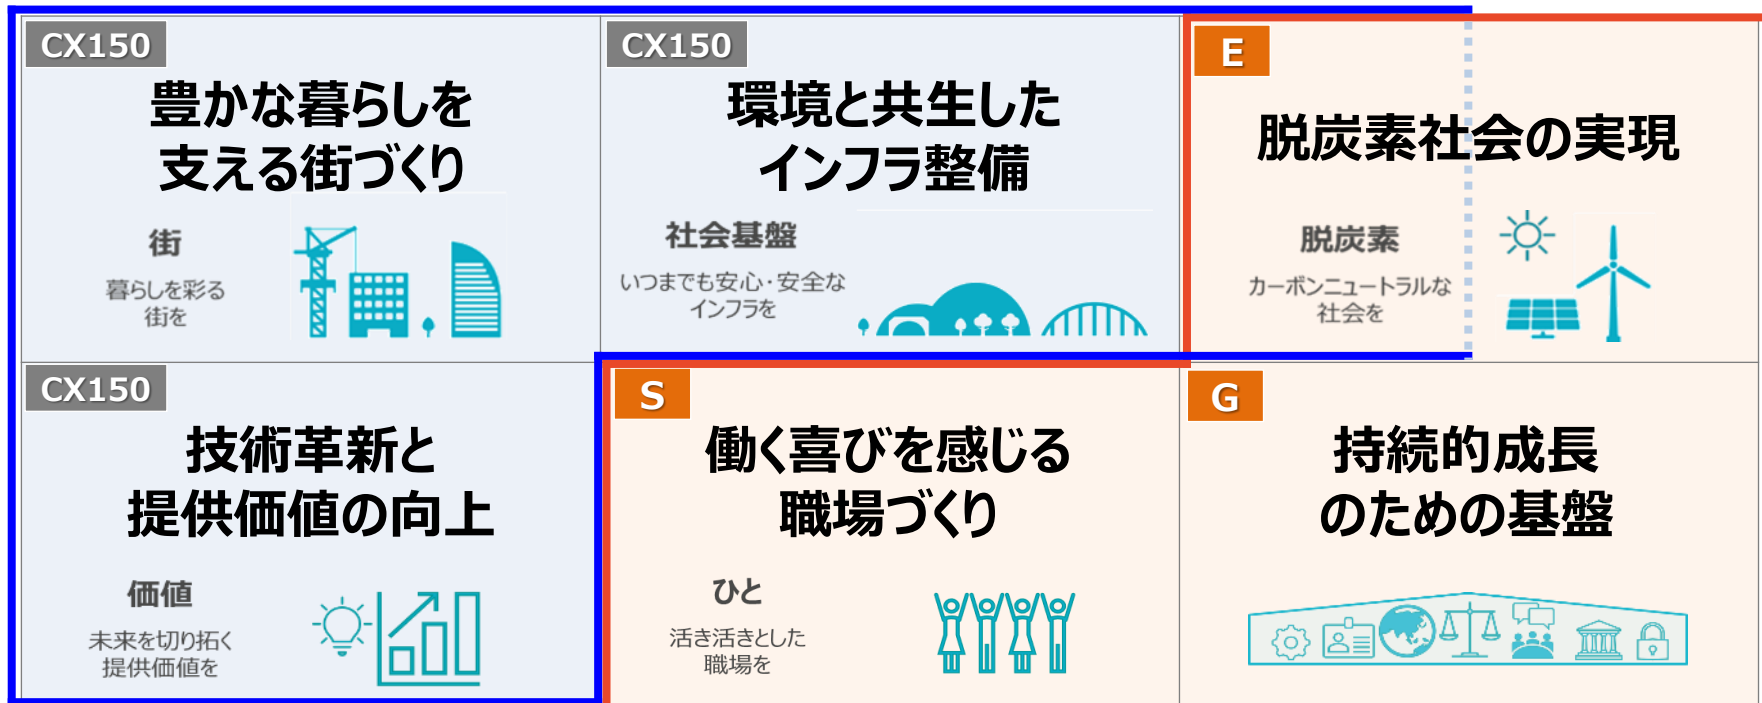 CX150
豊かな暮らしを
支える街づくり
街
暮らしを彩る
街を
CX150
環境と共生した
インフラ整備
社会基盤
いつまでも安心・安全な
インフラを
E
脱炭素社会の実現
脱炭素
カーボンニュートラルな
社会を
CX150
技術革新と
提供価値の向上
価値
未来を切り拓く
提供価値を
S
働く喜びを感じる
職場づくり
ひと
活き活きとした
職場を
G
持続的成長
のための基盤